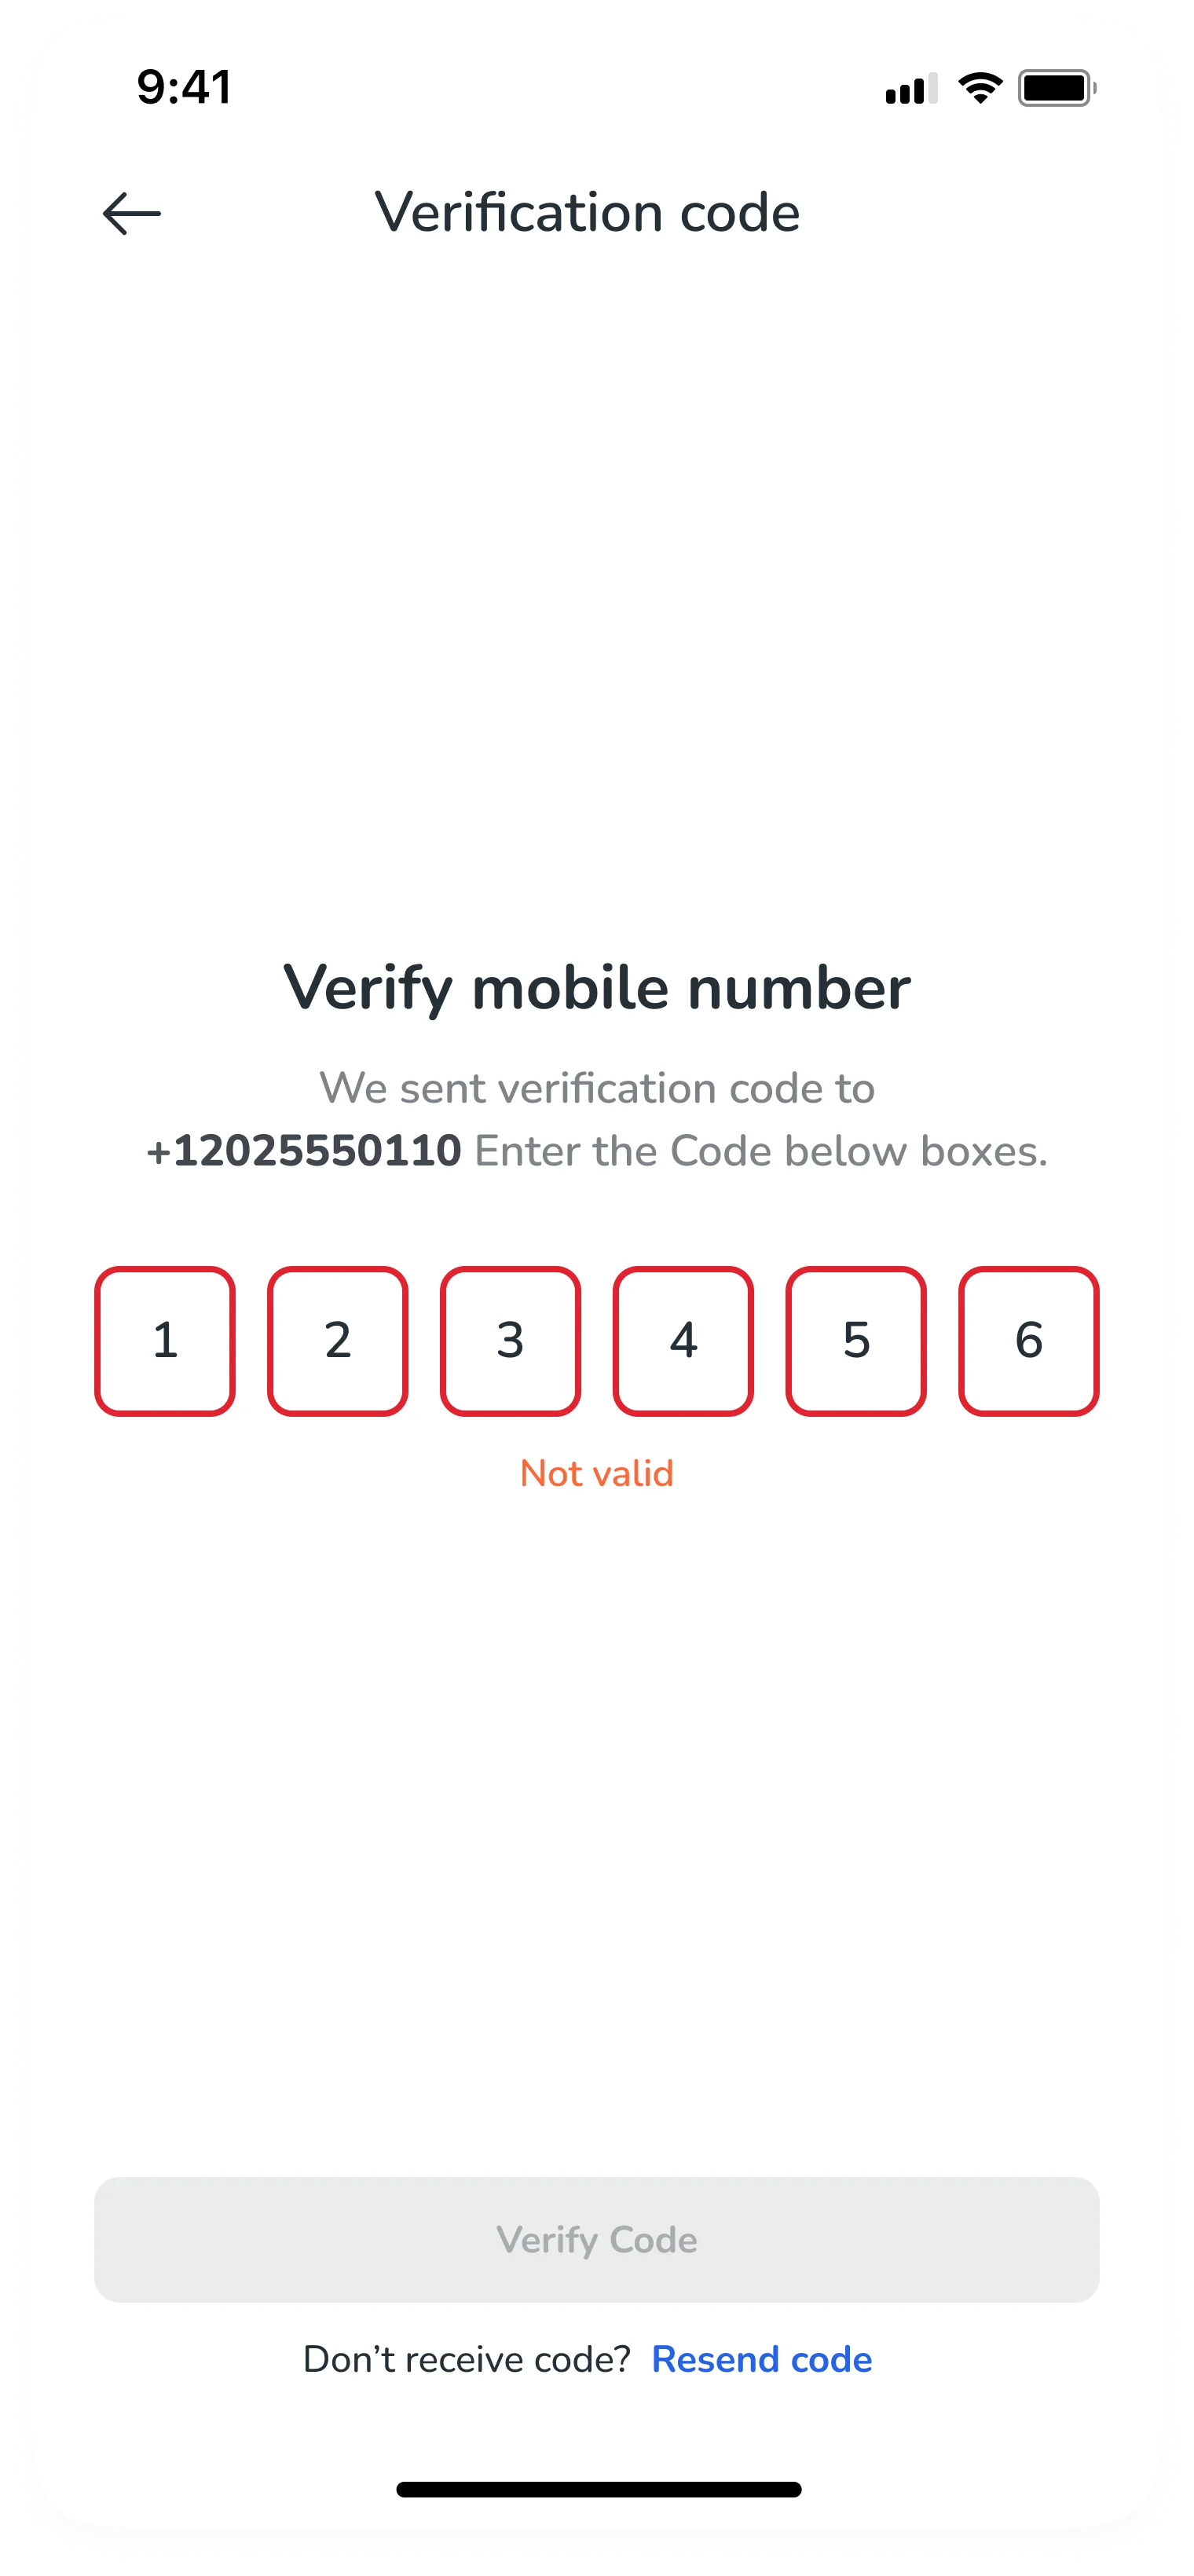 9:41
Verification code
Verify mobile number
We sent verification code to
+12025550110 Enter the Code below boxes.
1 2 3 4 5 6
Not valid
Verify Code
Don’t receive code? Resend code